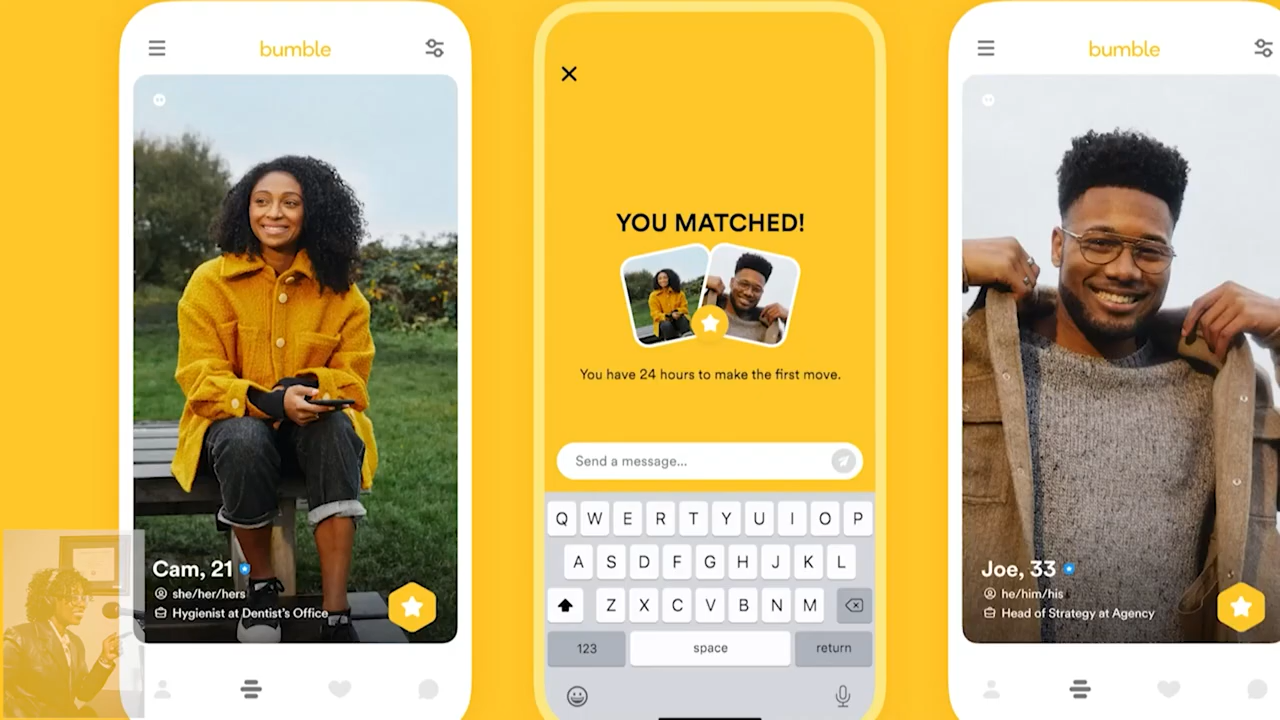 bumble
Cam, 21
she/her/hers
Hygienist at Dentist's Office
YOU MATCHED!
You have 24 hours to make the first move.
Send a message...
Q W E R T Y U I O P
A S D F G H J K L
Z X C V B N M
123 space return
bumble
Joe, 33
he/him/his
Head of Strategy at Agency